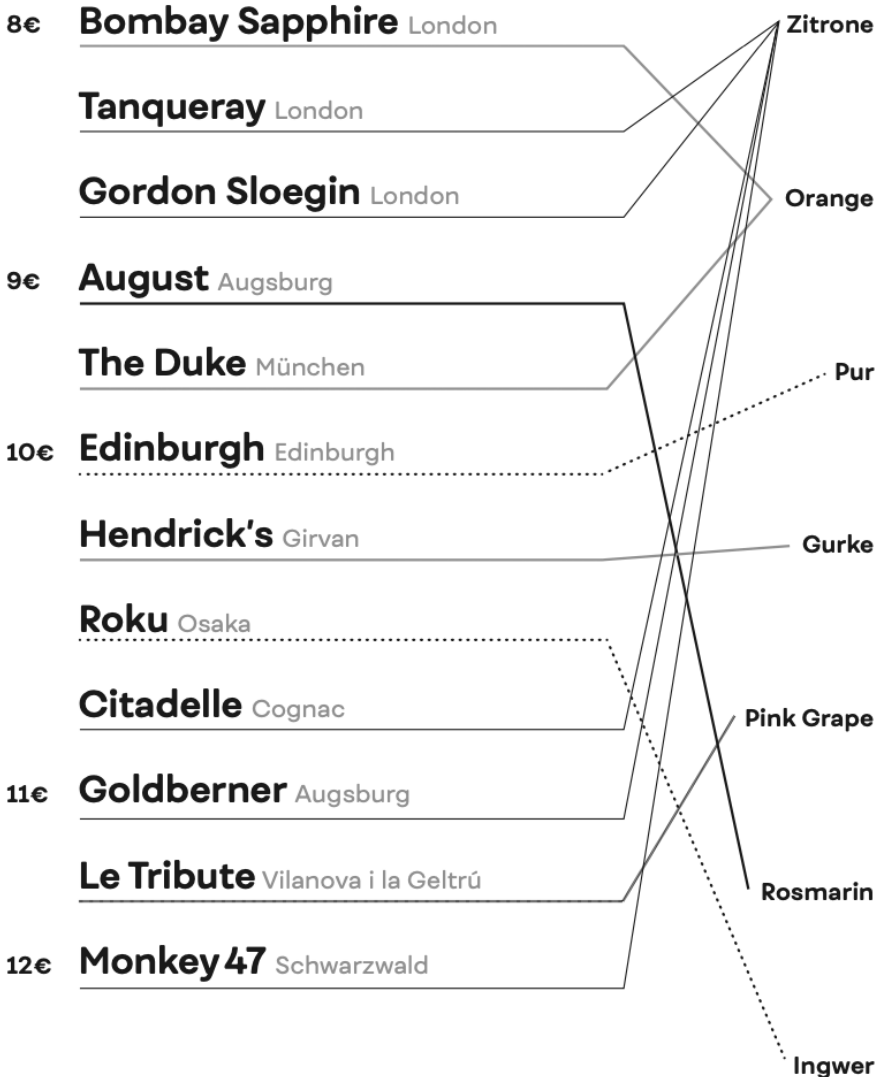 8€ Bombay Sapphire London Zitrone
Tanqueray London
Gordon Sloegin London Orange
9€ August Augsburg
The Duke München Pur
10€ Edinburgh Edinburgh
Hendrick's Girvan Gurke
Roku Osaka
Citadelle Cognac Pink Grape
11€ Goldberner Augsburg
Le Tribute Vilanova i la Geltrú Rosmarin
12€ Monkey 47 Schwarzwald
Ingwer